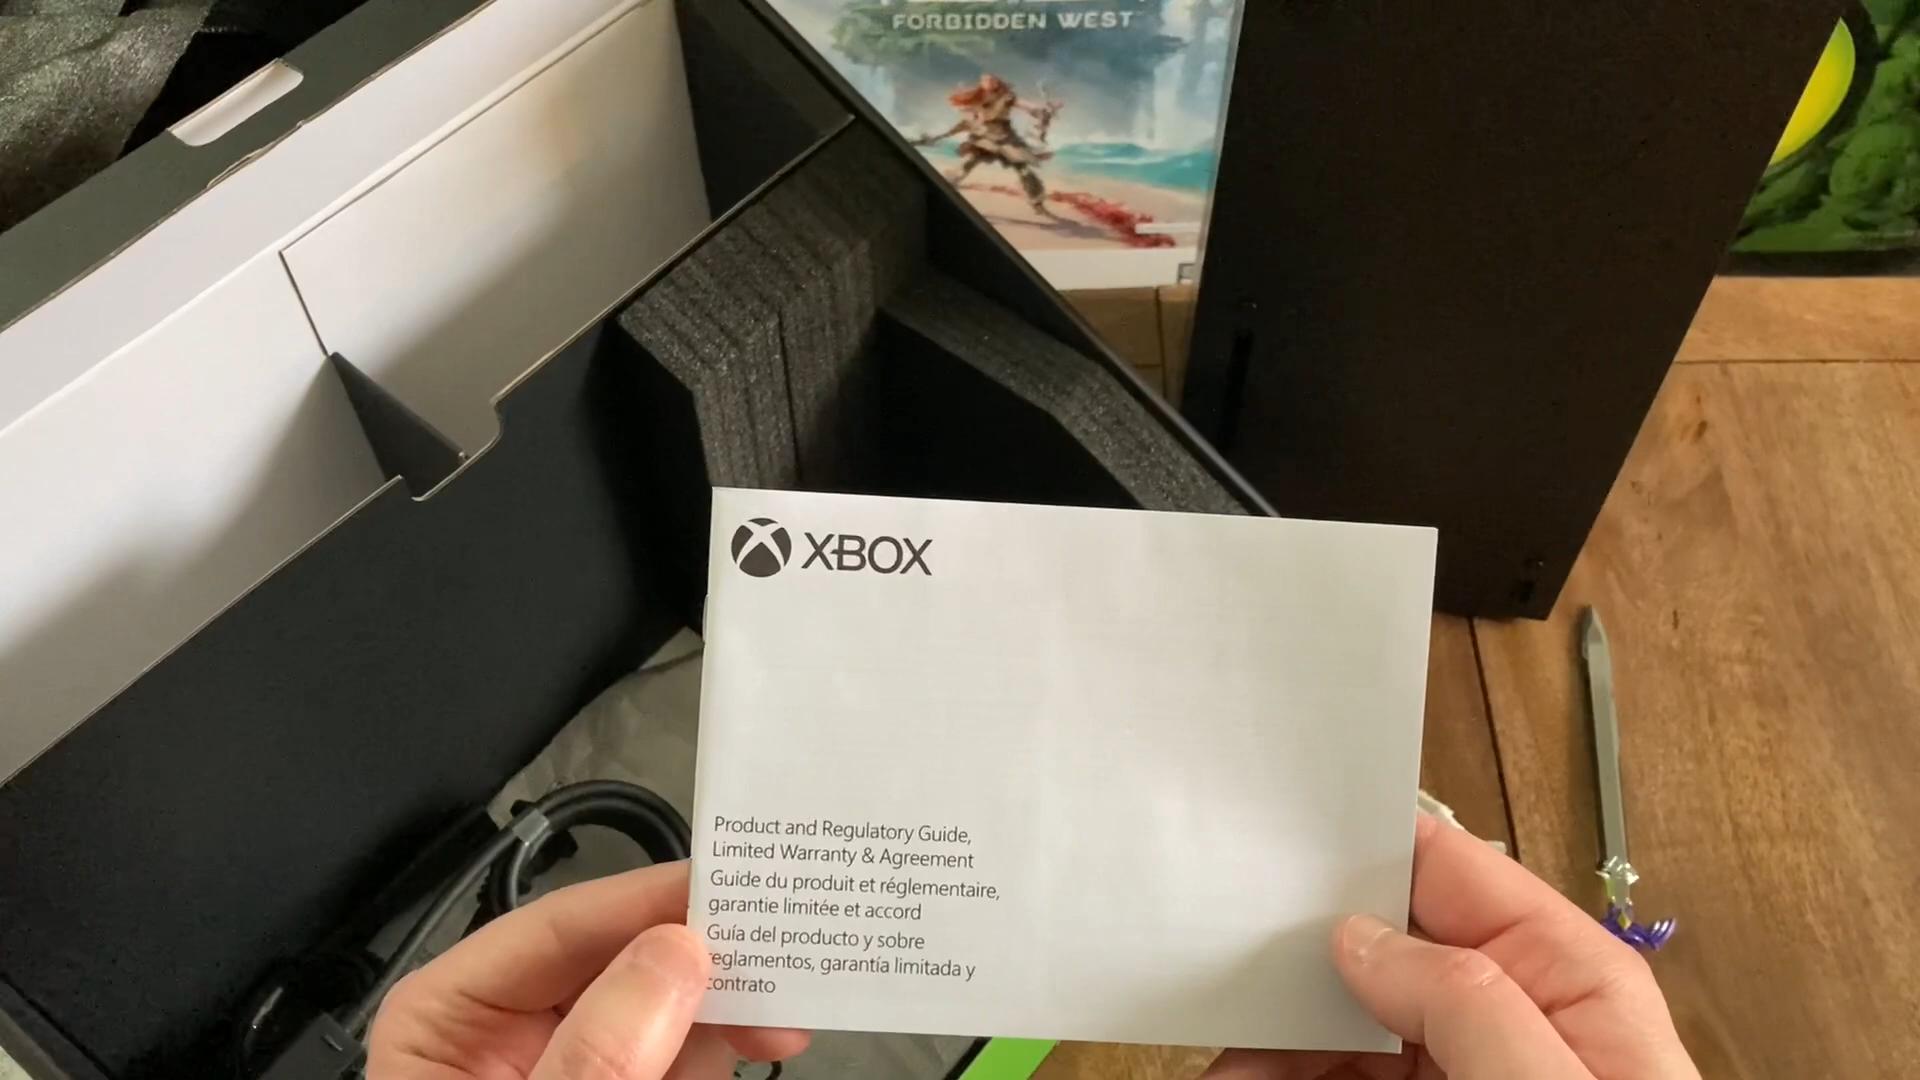 FORBIDDEN WEST
XBOX
Product and Regulatory Guide,
Limited Warranty & Agreement
Guide du produit et réglementaire,
garantie limitée et accord
Guía del producto y sobre
reglamentos, garantía limitada y
contrato